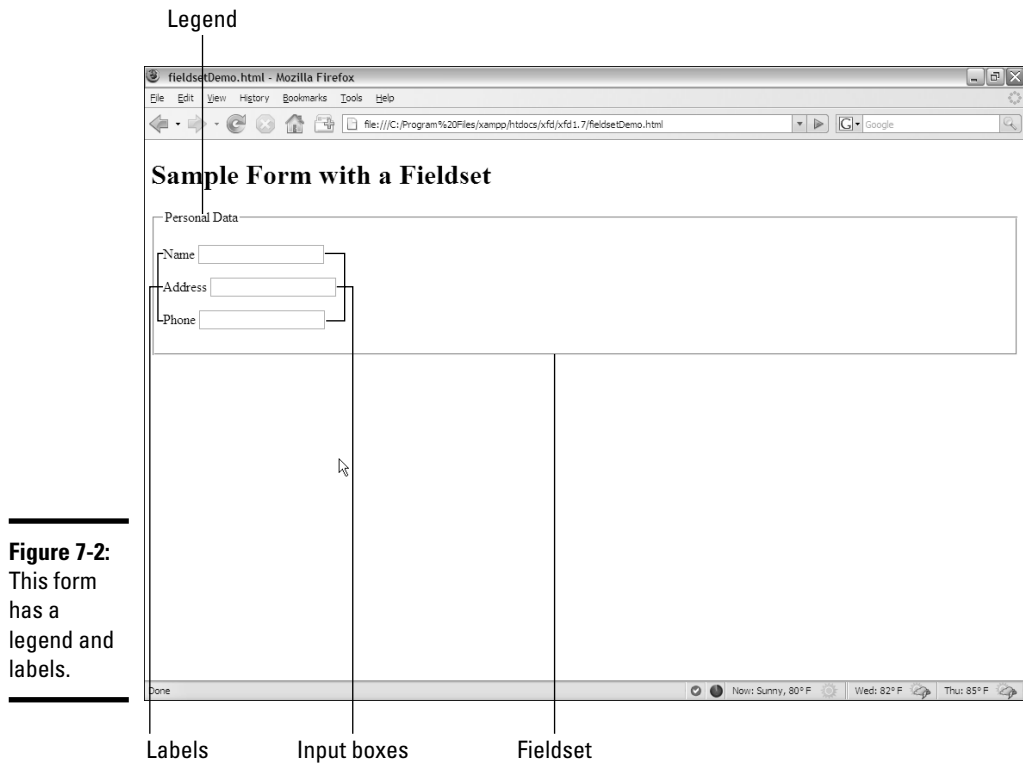 Legend
fieldsetDemo.html - Mozilla Firefox
File Edit View History Bookmarks Tools Help
file:///C:/Program%20Files/xampp/htdocs/xfd/xfd1.7/fieldsetDemo.html
G Google
Sample Form with a Fieldset
Personal Data
Name
Address
Phone
Figure 7-2:
This form
has a
legend and
labels.
Done
Now: Sunny, 80° F
Wed: 82° F
Thu: 85° F
Labels
Input boxes
Fieldset